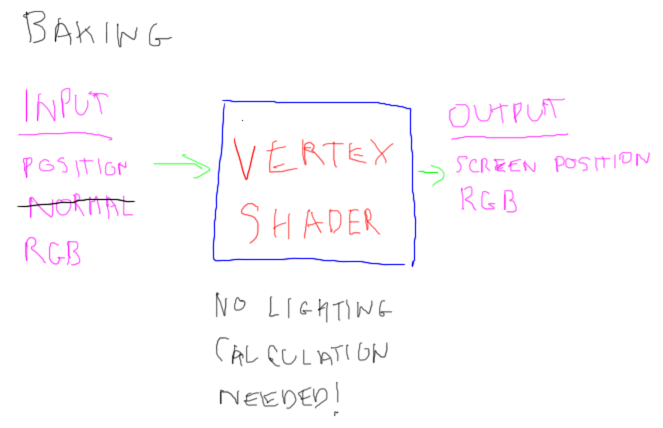 BAKING
INPUT
POSITION
NORMAL
RGB
VERTEX
SHADER
OUTPUT
SCREEN POSITION
RGB
NO LIGHTING
CALCULATION
NEEDED!